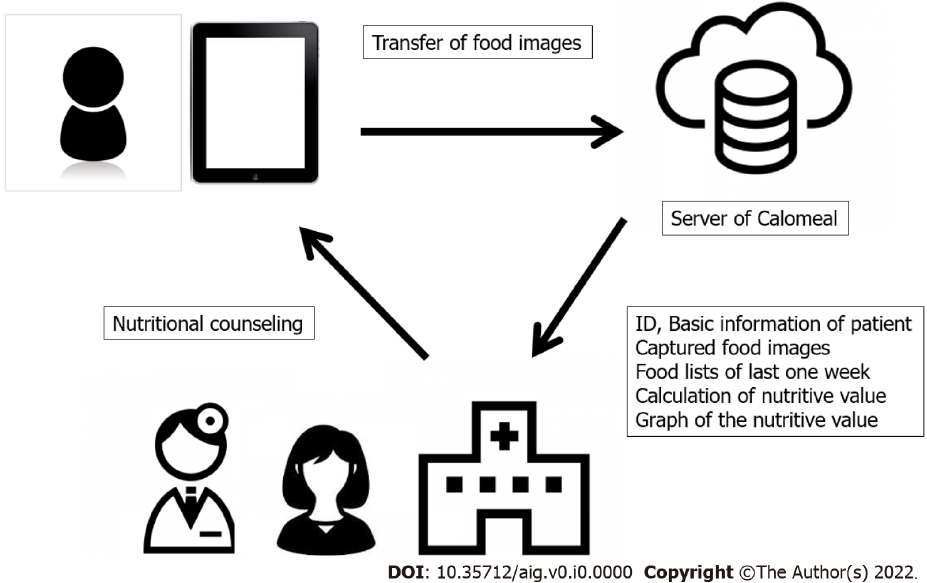 Transfer of food images
Server of Calomeal
Nutritional counseling
ID, Basic information of patient
Captured food images
Food lists of last one week
Calculation of nutritive value
Graph of the nutritive value
DOI: 10.35712/aig.v0.i0.0000 Copyright ©The Author(s) 2022.